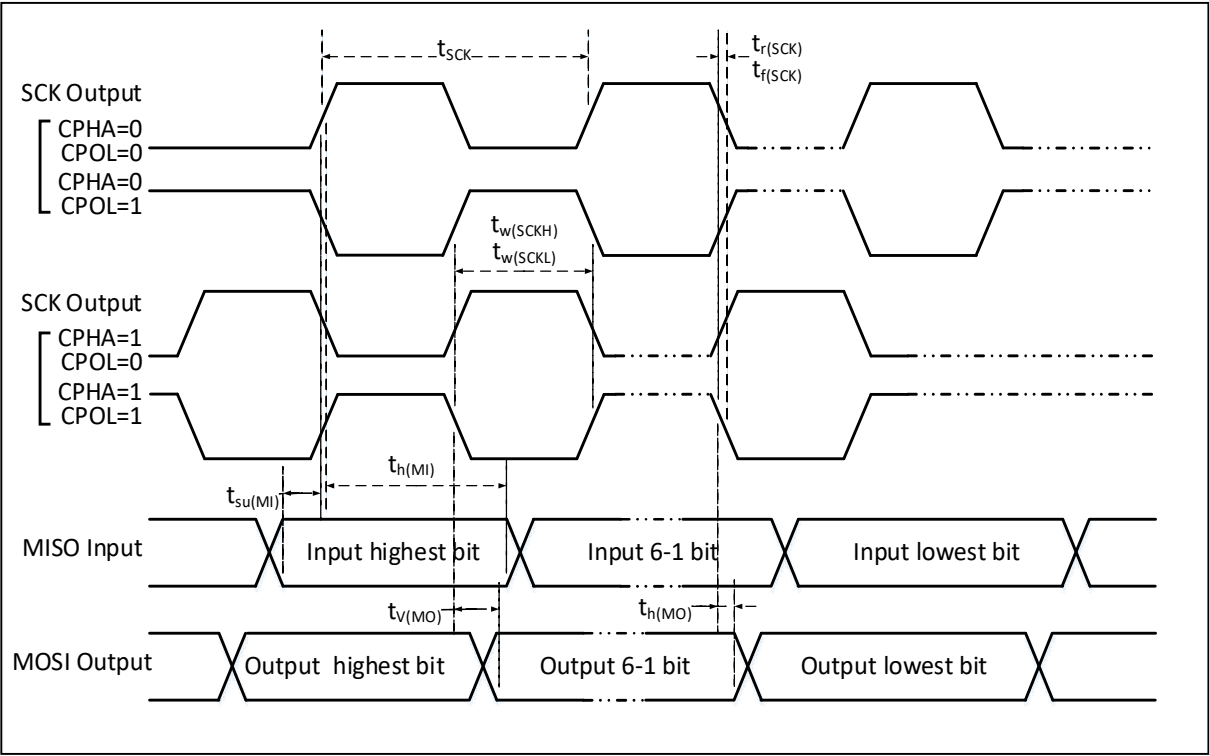 tSCK
tr(SCK)
tf(SCK)
SCK Output
CPHA=0
CPOL=0
CPHA=0
CPOL=1
tw(SCKH)
tw(SCKL)
SCK Output
CPHA=1
CPOL=0
CPHA=1
CPOL=1
th(MI)
tsu(MI)
MISO Input
Input highest bit
Input 6-1 bit
Input lowest bit
tV(MO)
th(MO)
MOSI Output
Output highest bit
Output 6-1 bit
Output lowest bit